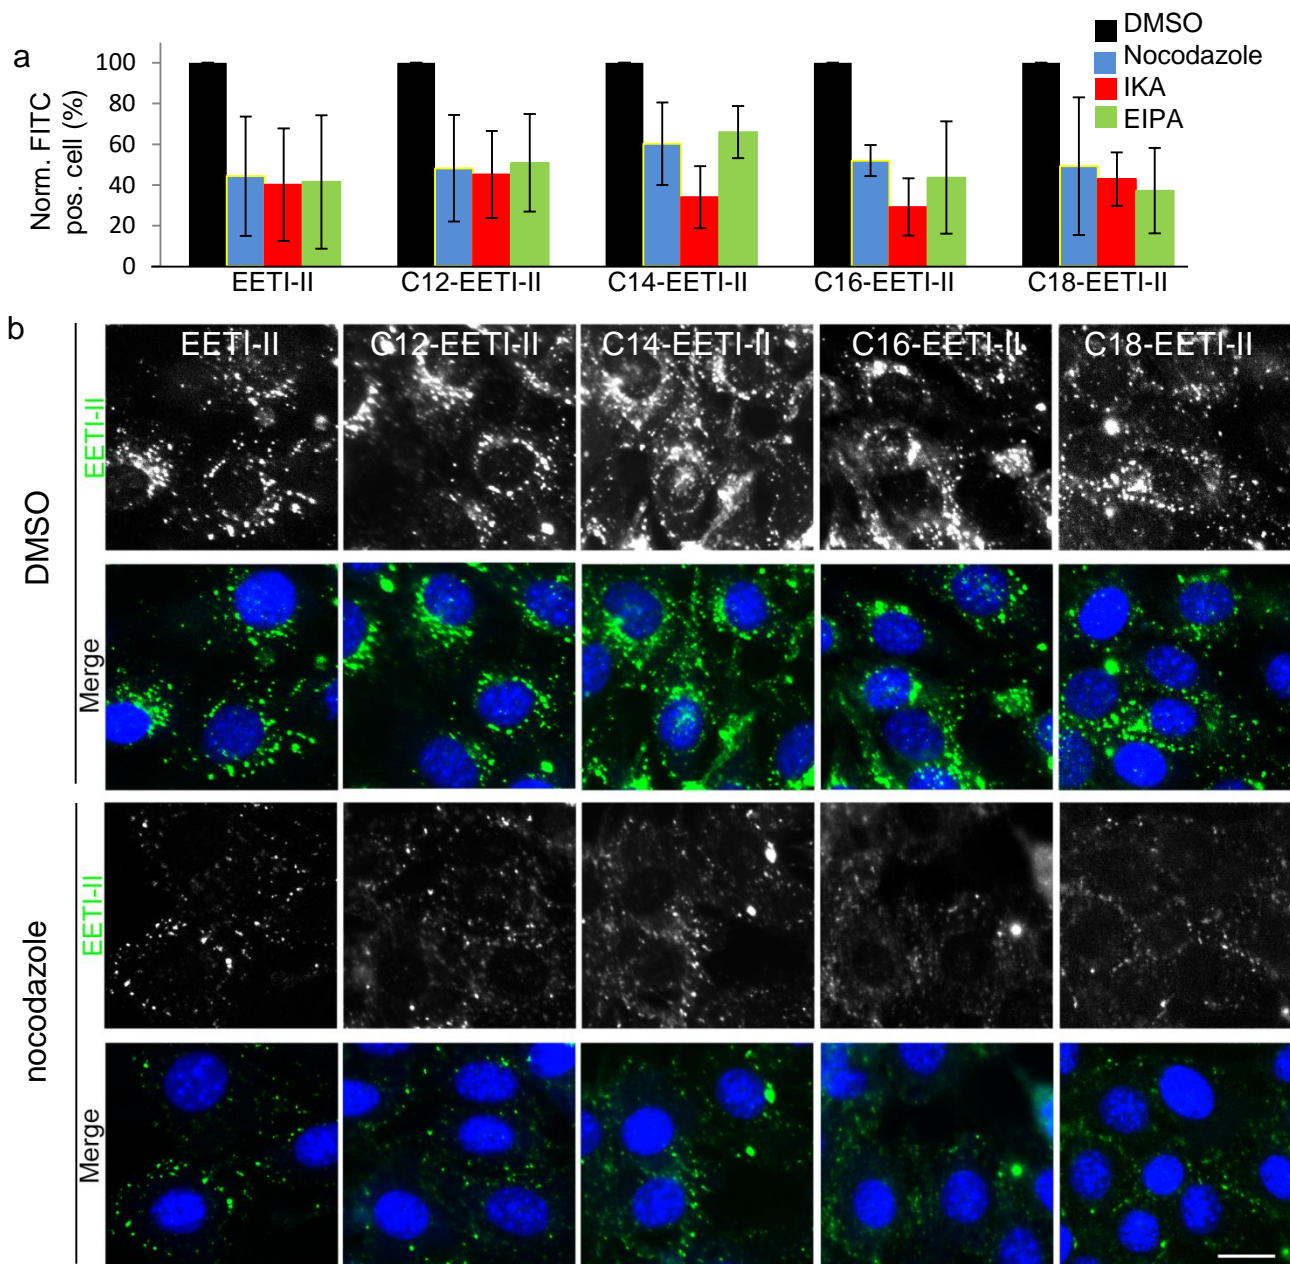 a
Norm. FITC
pos. cell (%)
100
80
60
40
20
0
DMSO
Nocodazole
IKA
EIPA
EETI-II
C12-EETI-II
C14-EETI-II
C16-EETI-II
C18-EETI-II
b
EETI-II
C12-EETI-II
C14-EETI-II
C16-EETI-II
C18-EETI-II
DMSO
EETI-II
Merge
nocodazole
EETI-II
Merge